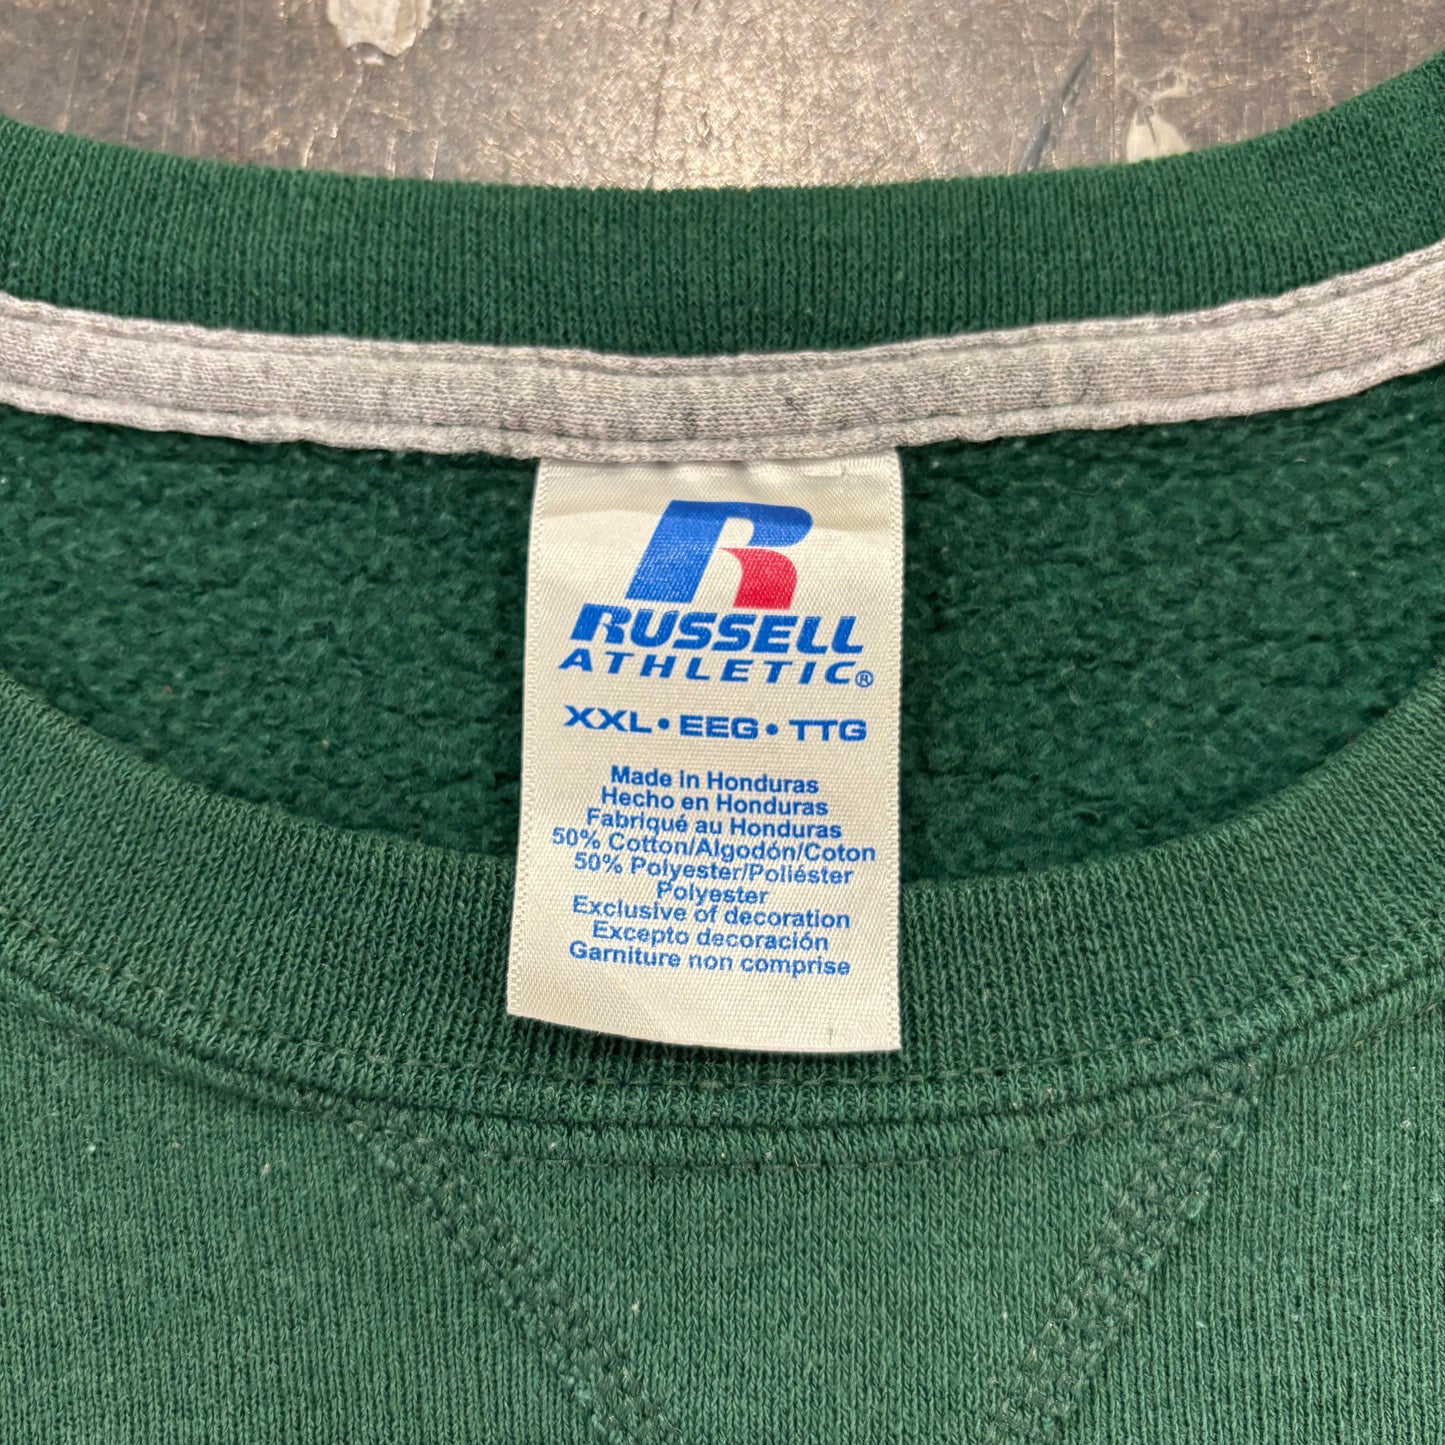 R
RUSSELL
ATHLETIC®
XXL • EEG • TTG
Made in Honduras
Hecho en Honduras
Fabriqué au Honduras
50% Cotton/Algodón/Coton
50% Polyester/Poliéster
Polyester
Exclusive of decoration
Excepto decoración
Garniture non comprise